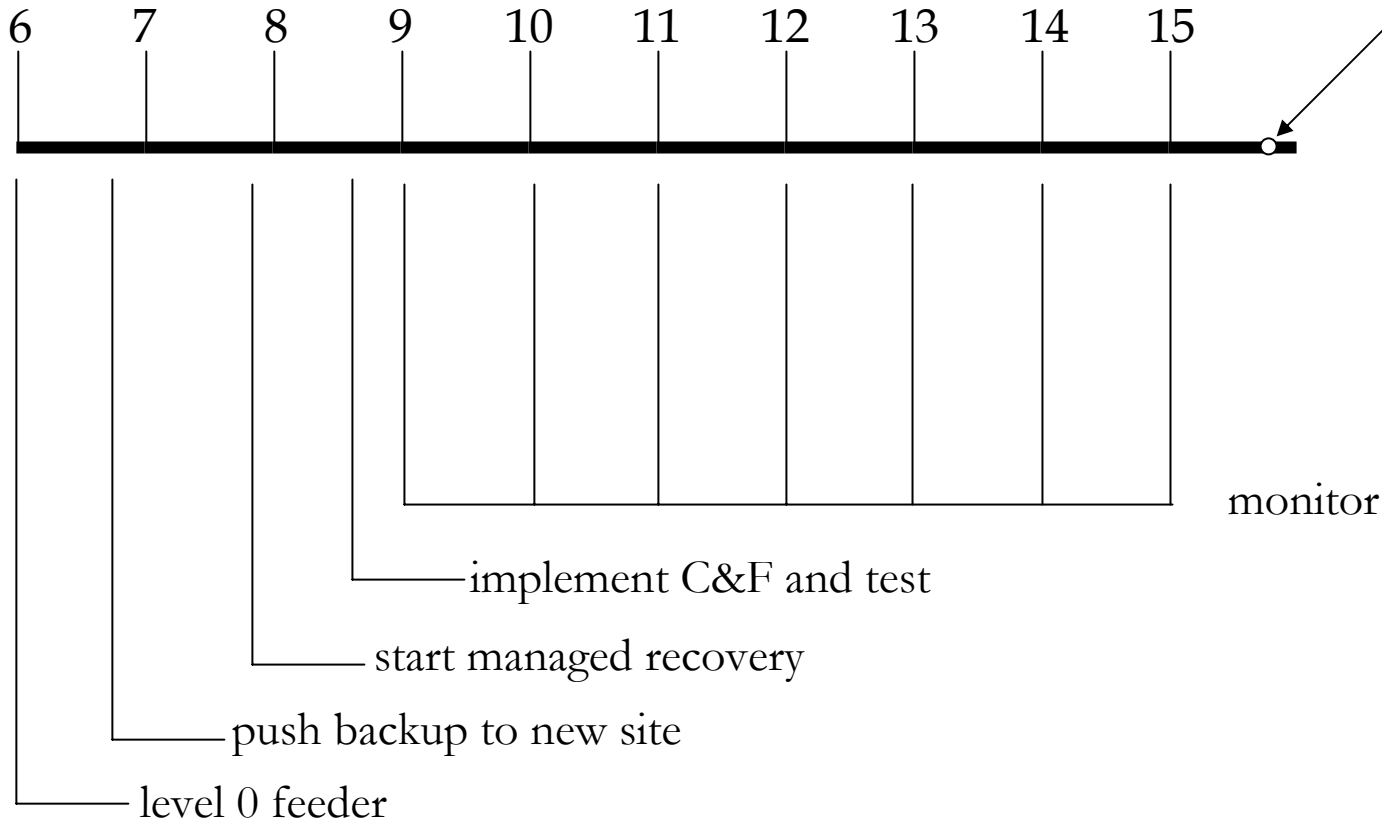 6 7 8 9 10 11 12 13 14 15
monitor
implement C&F and test
start managed recovery
push backup to new site
level 0 feeder